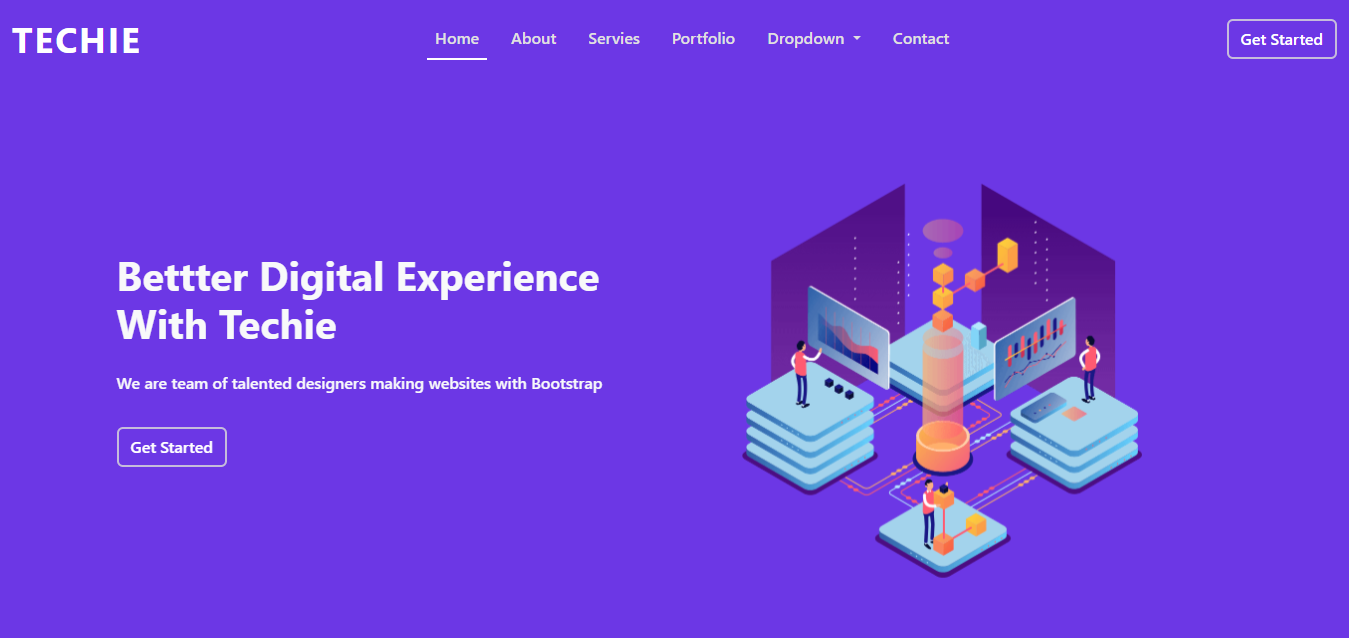 TECHIE
Home About Servies Portfolio Dropdown Contact
Get Started
Bettter Digital Experience
With Techie
We are team of talented designers making websites with Bootstrap
Get Started